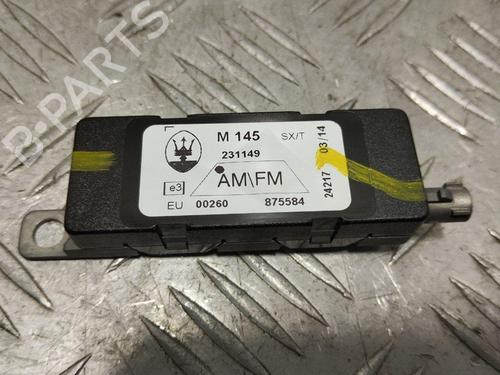 M 145
SX/T
231149
AM\FM
e3
EU
00260
875584
24217 03/14
B-PARTS